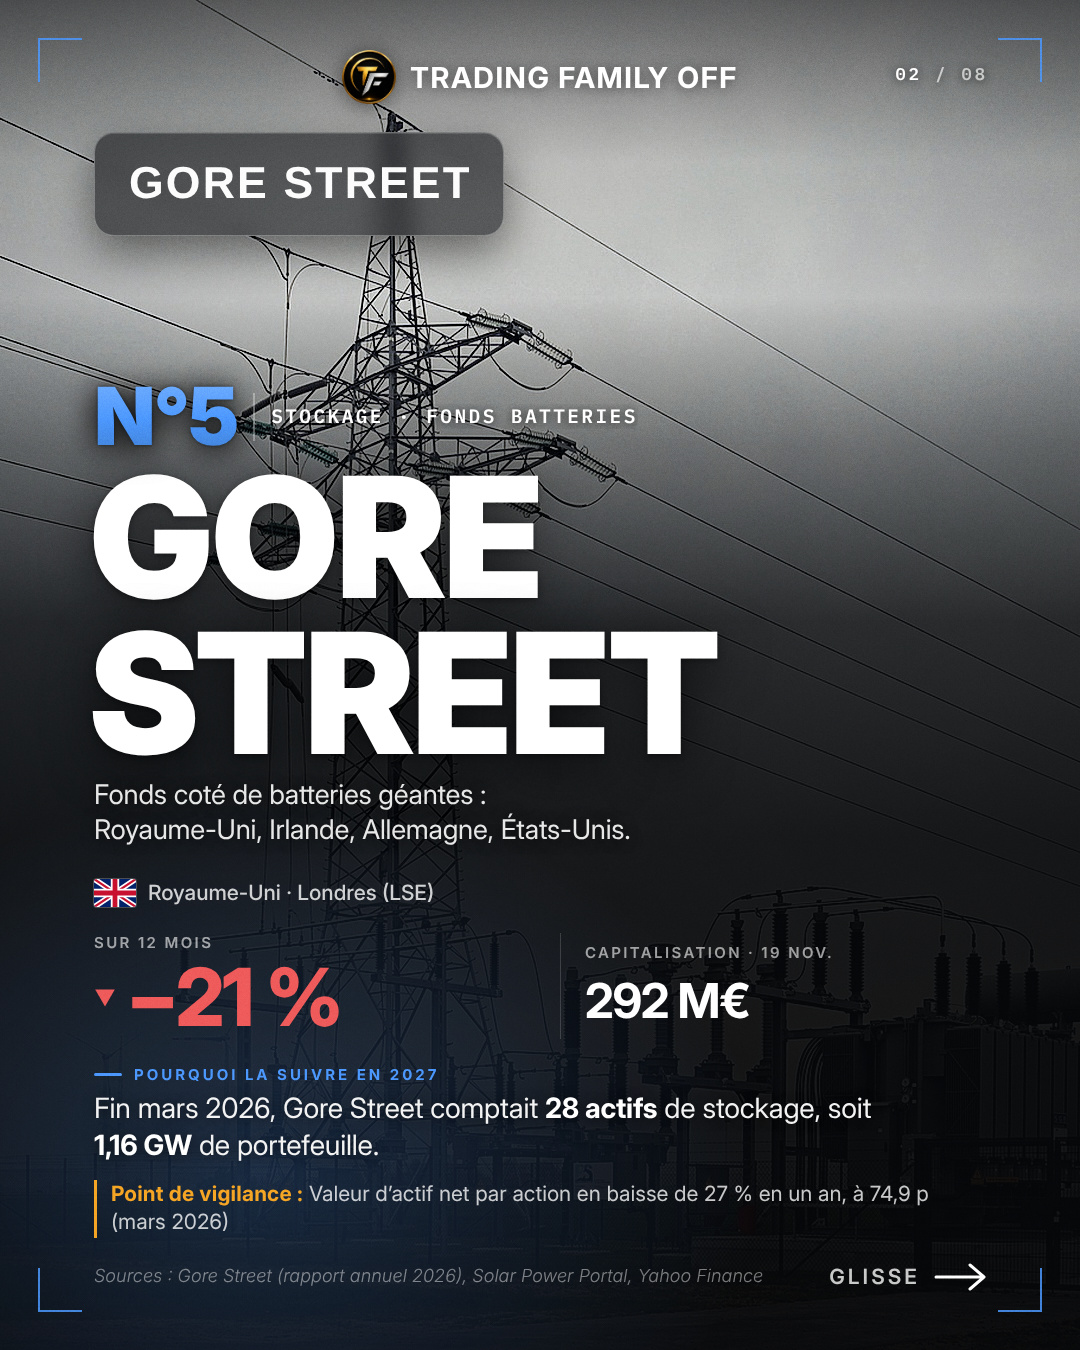 TRADING FAMILY OFF
02 / 08
GORE STREET
N°5
STOCKAGE · FONDS BATTERIES
GORE
STREET
Fonds coté de batteries géantes :
Royaume-Uni, Irlande, Allemagne, États-Unis.
Royaume-Uni · Londres (LSE)
SUR 12 MOIS
▼ –21 %
CAPITALISATION · 19 NOV.
292 M€
POURQUOI LA SUIVRE EN 2027
Fin mars 2026, Gore Street comptait 28 actifs de stockage, soit
1,16 GW de portefeuille.
Point de vigilance : Valeur d’actif net par action en baisse de 27 % en un an, à 74,9 p
(mars 2026)
Sources : Gore Street (rapport annuel 2026), Solar Power Portal, Yahoo Finance
GLISSE →